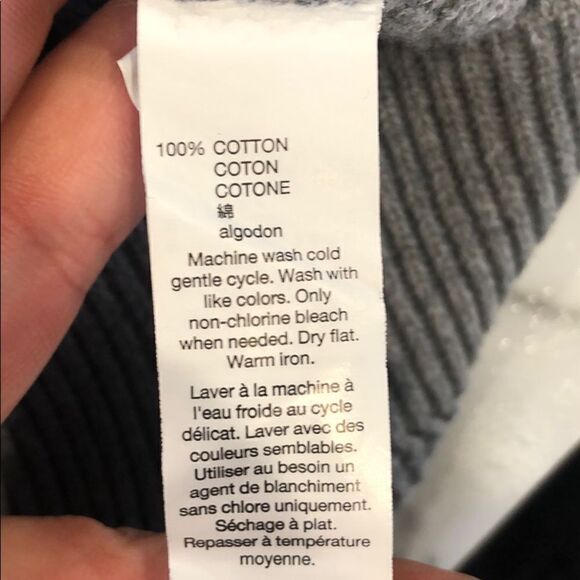 100% COTTON
COTON
COTONE
綿
algodon
Machine wash cold
gentle cycle. Wash with
like colors. Only
non-chlorine bleach
when needed. Dry flat.
Warm iron.
Laver à la machine à
l'eau froide au cycle
délicat. Laver avec des
couleurs semblables.
Utiliser au besoin un
agent de blanchiment
sans chlore uniquement.
Séchage à plat.
Repasser à température
moyenne.